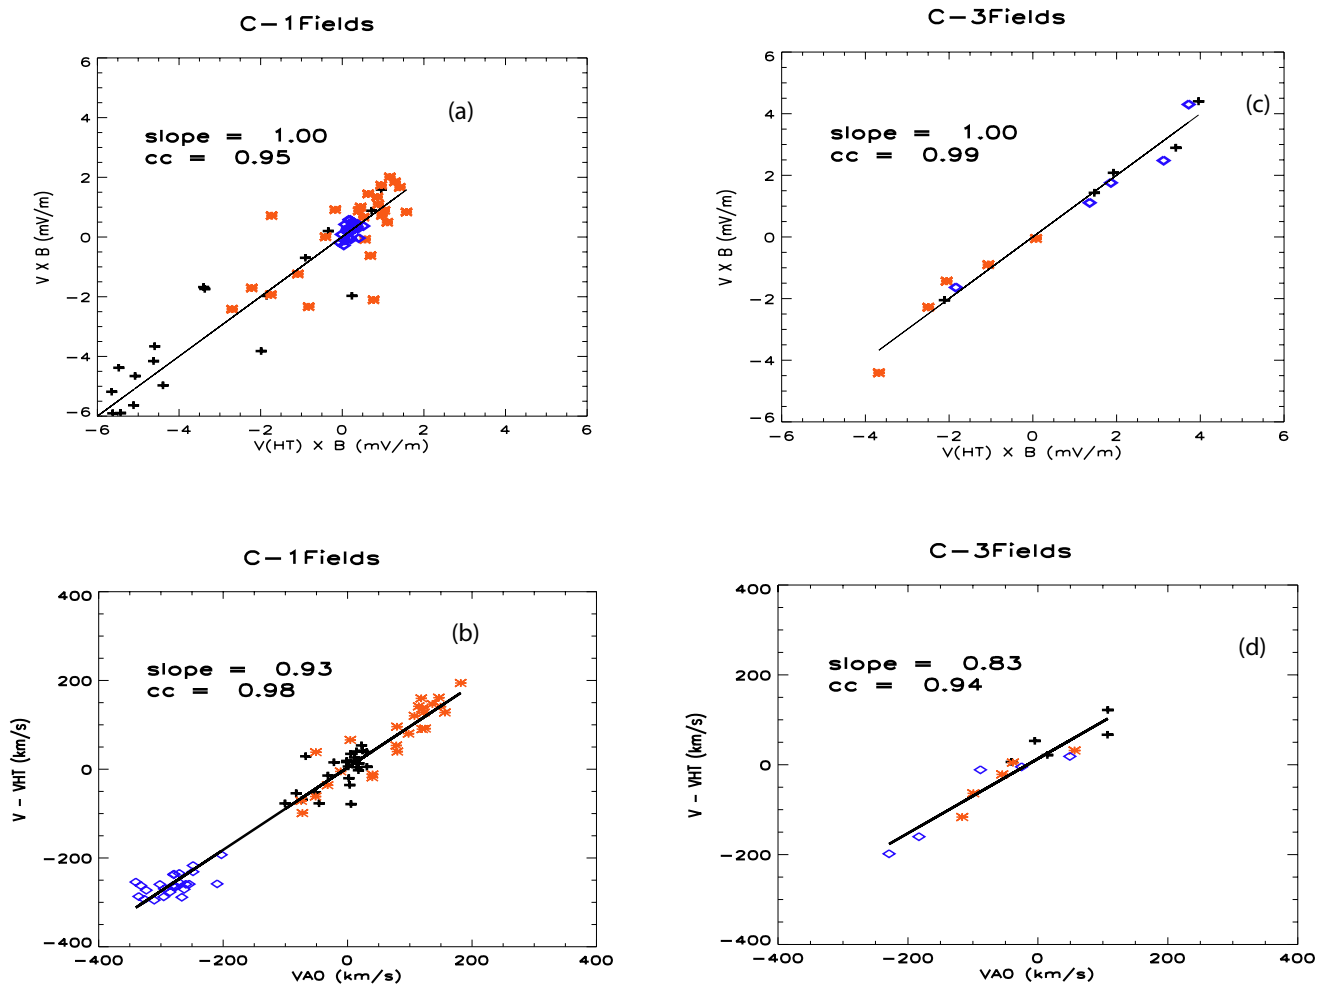 C-1Fields
(a)
slope = 1.00
cc = 0.95
6
4
2
0
-2
-4
-6
V X B (mV/m)
-6 -4 -2 0 2 4 6
V(HT) X B (mV/m)
C-3Fields
(c)
slope = 1.00
cc = 0.99
6
4
2
0
-2
-4
-6
V X B (mV/m)
-6 -4 -2 0 2 4 6
V(HT) X B (mV/m)
C-1Fields
(b)
slope = 0.93
cc = 0.98
400
200
0
-200
-400
V - VHT (km/s)
-400 -200 0 200 400
VAO (km/s)
C-3Fields
(d)
slope = 0.83
cc = 0.94
400
200
0
-200
-400
V - VHT (km/s)
-400 -200 0 200 400
VAO (km/s)